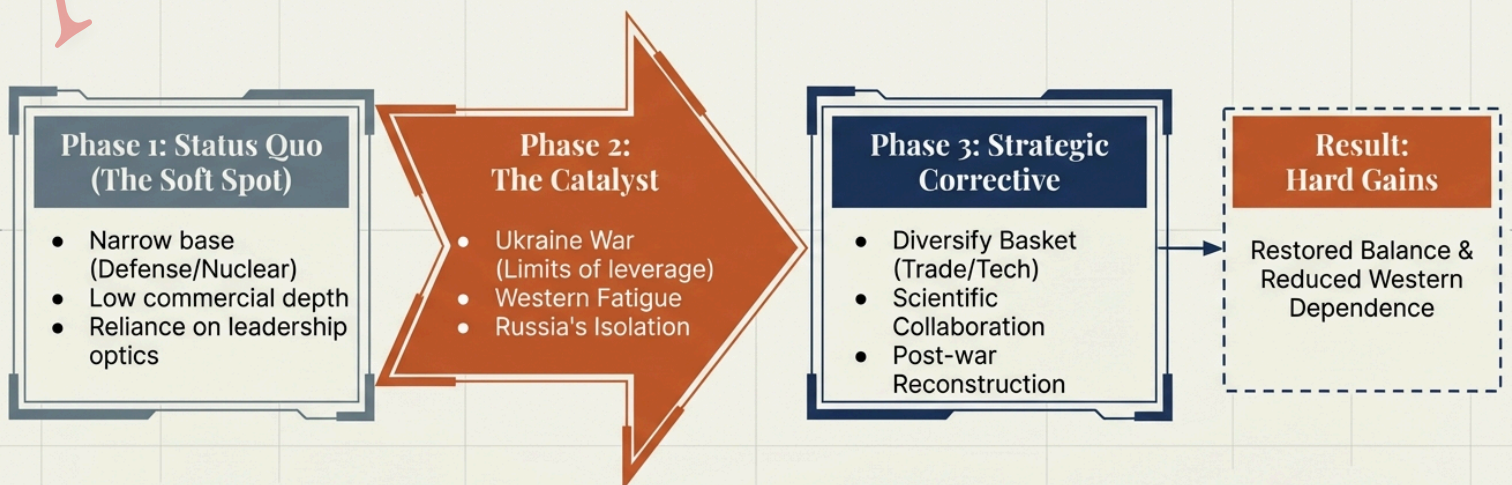 Phase 1: Status Quo
(The Soft Spot)
● Narrow base
(Defense/Nuclear)
● Low commercial depth
● Reliance on leadership
optics
Phase 2:
The Catalyst
● Ukraine War
(Limits of leverage)
● Western Fatigue
● Russia's Isolation
Phase 3: Strategic
Corrective
● Diversify Basket
(Trade/Tech)
● Scientific
Collaboration
● Post-war
Reconstruction
Result:
Hard Gains
Restored Balance &
Reduced Western
Dependence